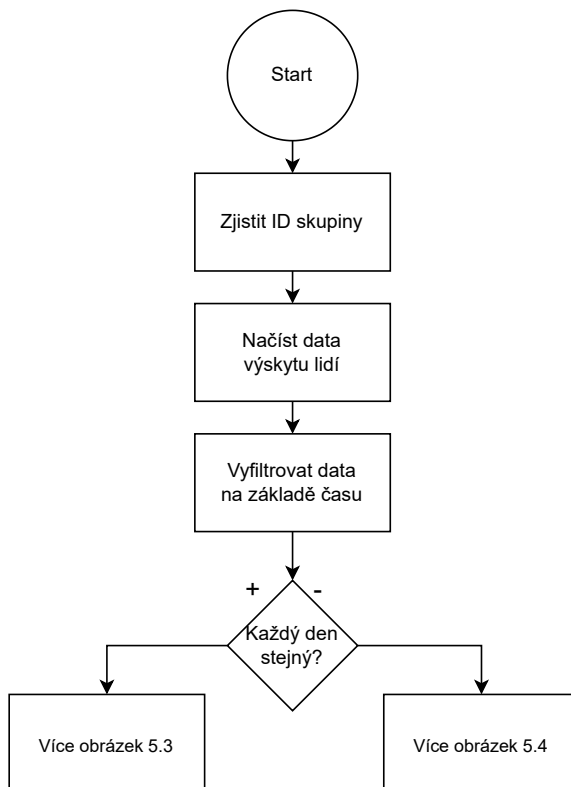 Start
Zjistit ID skupiny
Načíst data
výskytu lidí
Vyfiltrovat data
na základě času
+ -
Každý den
stejný?
Více obrázek 5.3
Více obrázek 5.4